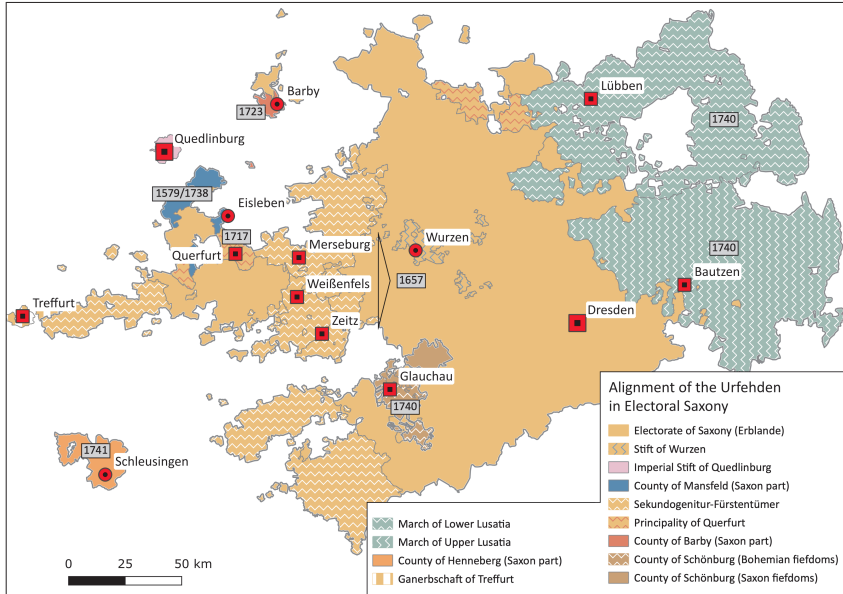 Barby
1723
Quedlinburg
1579/1738
Eisleben
1717
Querfurt
Merseburg
Weißenfels
Zeitz
Treffurt
Wurzen
1657
Lübben
1740
1740
Bautzen
Dresden
Glauchau
1740
1741
Schleusingen
0 25 50 km
Alignment of the Urfehden
in Electoral Saxony
Electorate of Saxony (Erblande)
Stift of Wurzen
Imperial Stift of Quedlinburg
County of Mansfeld (Saxon part)
Sekundogenitur-Fürstentümer
Principality of Querfurt
County of Barby (Saxon part)
County of Schönburg (Bohemian fiefdoms)
County of Schönburg (Saxon fiefdoms)
March of Lower Lusatia
March of Upper Lusatia
County of Henneberg (Saxon part)
Ganerbschaft of Treffurt